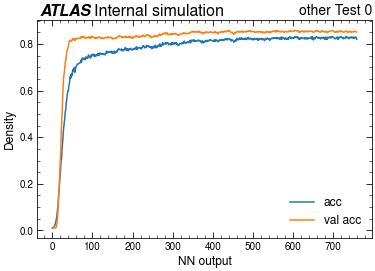 ATLAS Internal simulation other Test 0
Density
0.8
0.6
0.4
0.2
0.0
acc
val acc
0 100 200 300 400 500 600 700
NN output